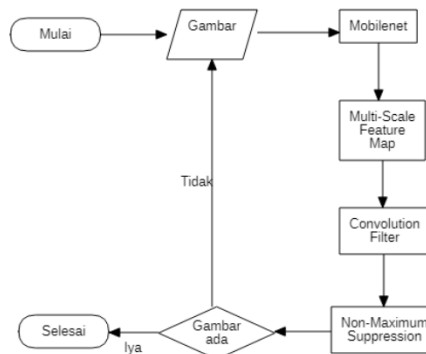 Mulai
Gambar
Mobilenet
Multi-Scale
Feature
Map
Convolution
Filter
Non-Maximum
Suppression
Gambar
ada
Tidak
Iya
Selesai